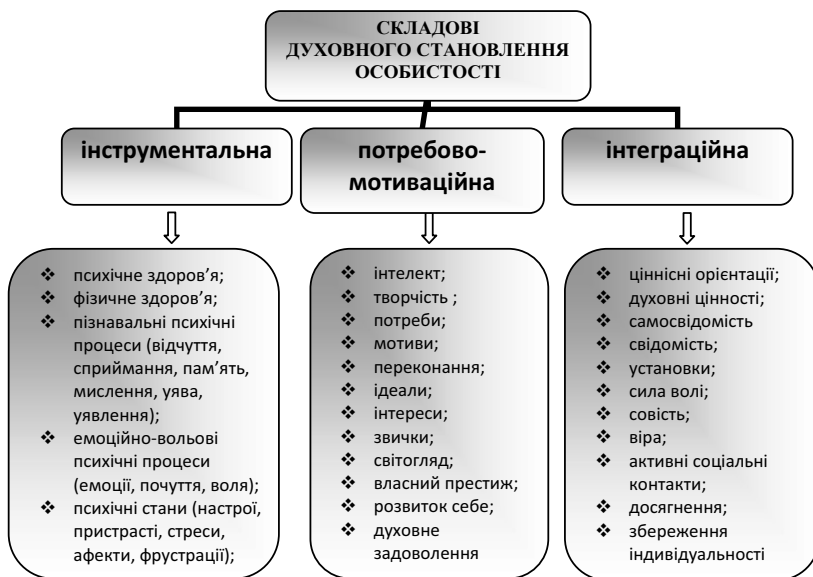 СКЛАДОВІ
ДУХОВНОГО СТАНОВЛЕННЯ
ОСОБИСТОСТІ
інструментальна
потребово-
мотиваційна
інтеграційна
❖ психічне здоров’я;
❖ фізичне здоров’я;
❖ пізнавальні психічні
процеси (відчуття,
сприймання, пам’ять,
мислення, уява,
уявлення);
❖ емоційно-вольові
психічні процеси
(емоції, почуття, воля);
❖ психічні стани (настрої,
пристрасті, стреси,
афекти, фрустрації);
❖ інтелект;
❖ творчість ;
❖ потреби;
❖ мотиви;
❖ переконання;
❖ ідеали;
❖ інтереси;
❖ звички;
❖ світогляд;
❖ власний престиж;
❖ розвиток себе;
❖ духовне
задоволення
❖ ціннісні орієнтації;
❖ духовні цінності;
❖ самосвідомість
❖ свідомість;
❖ установки;
❖ сила волі;
❖ совість;
❖ віра;
❖ активні соціальні
контакти;
❖ досягнення;
❖ збереження
індивідуальності